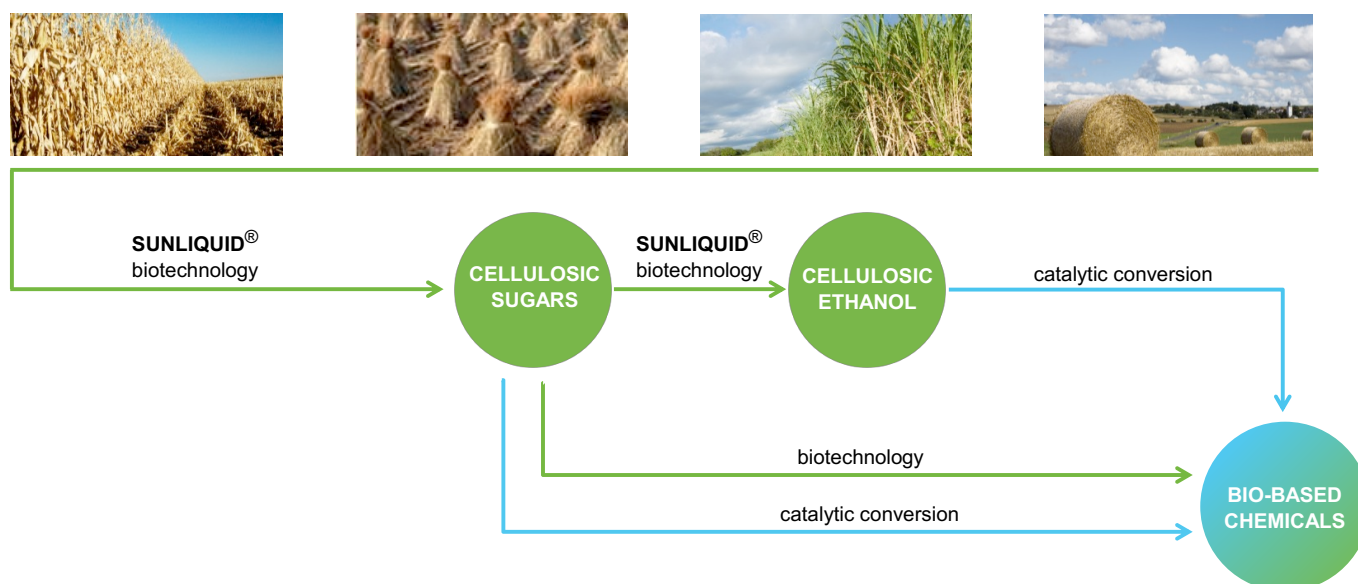 SUNLIQUID®
biotechnology
CELLULOSIC
SUGARS
SUNLIQUID®
biotechnology
CELLULOSIC
ETHANOL
catalytic conversion
biotechnology
catalytic conversion
BIO-BASED
CHEMICALS